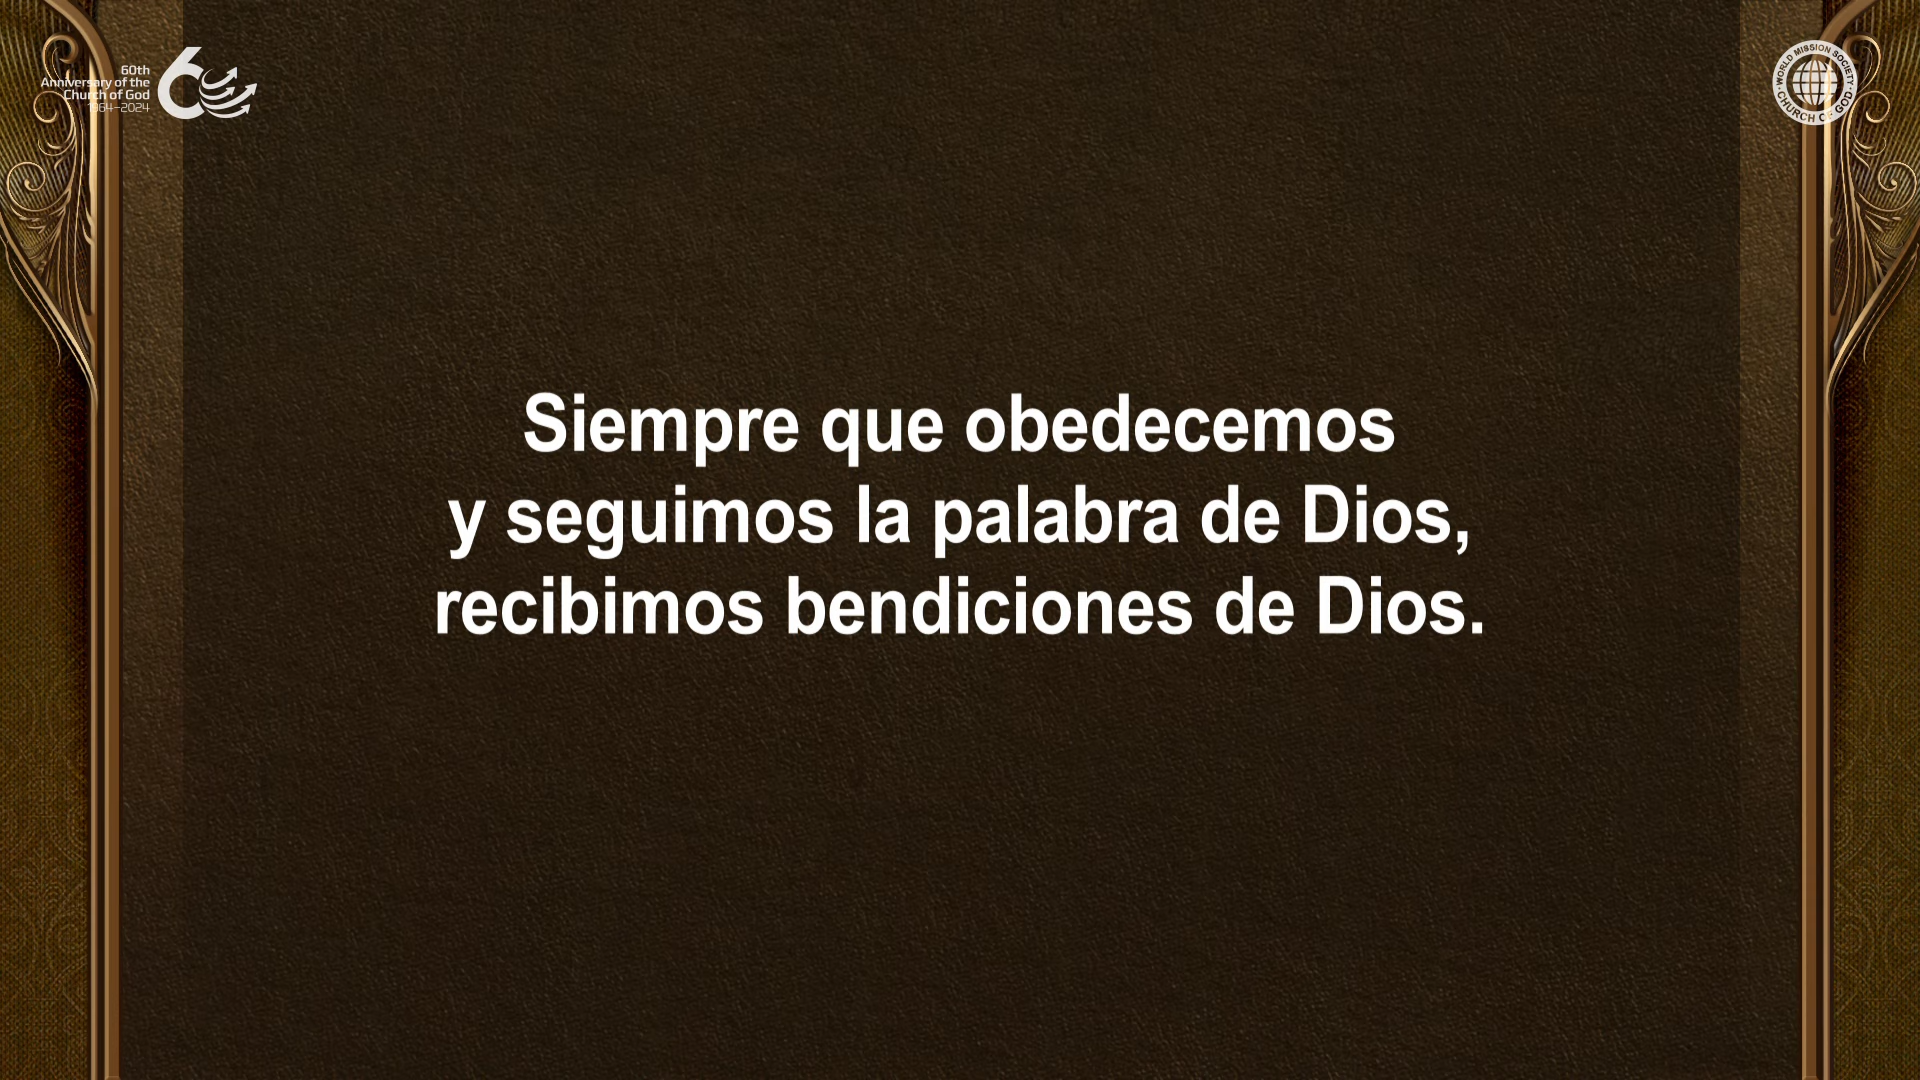 60th
Anniversary of the
Church of God
1964–2024
WORLD MISSION SOCIETY
CHURCH OF GOD
Siempre que obedecemos
y seguimos la palabra de Dios,
recibimos bendiciones de Dios.